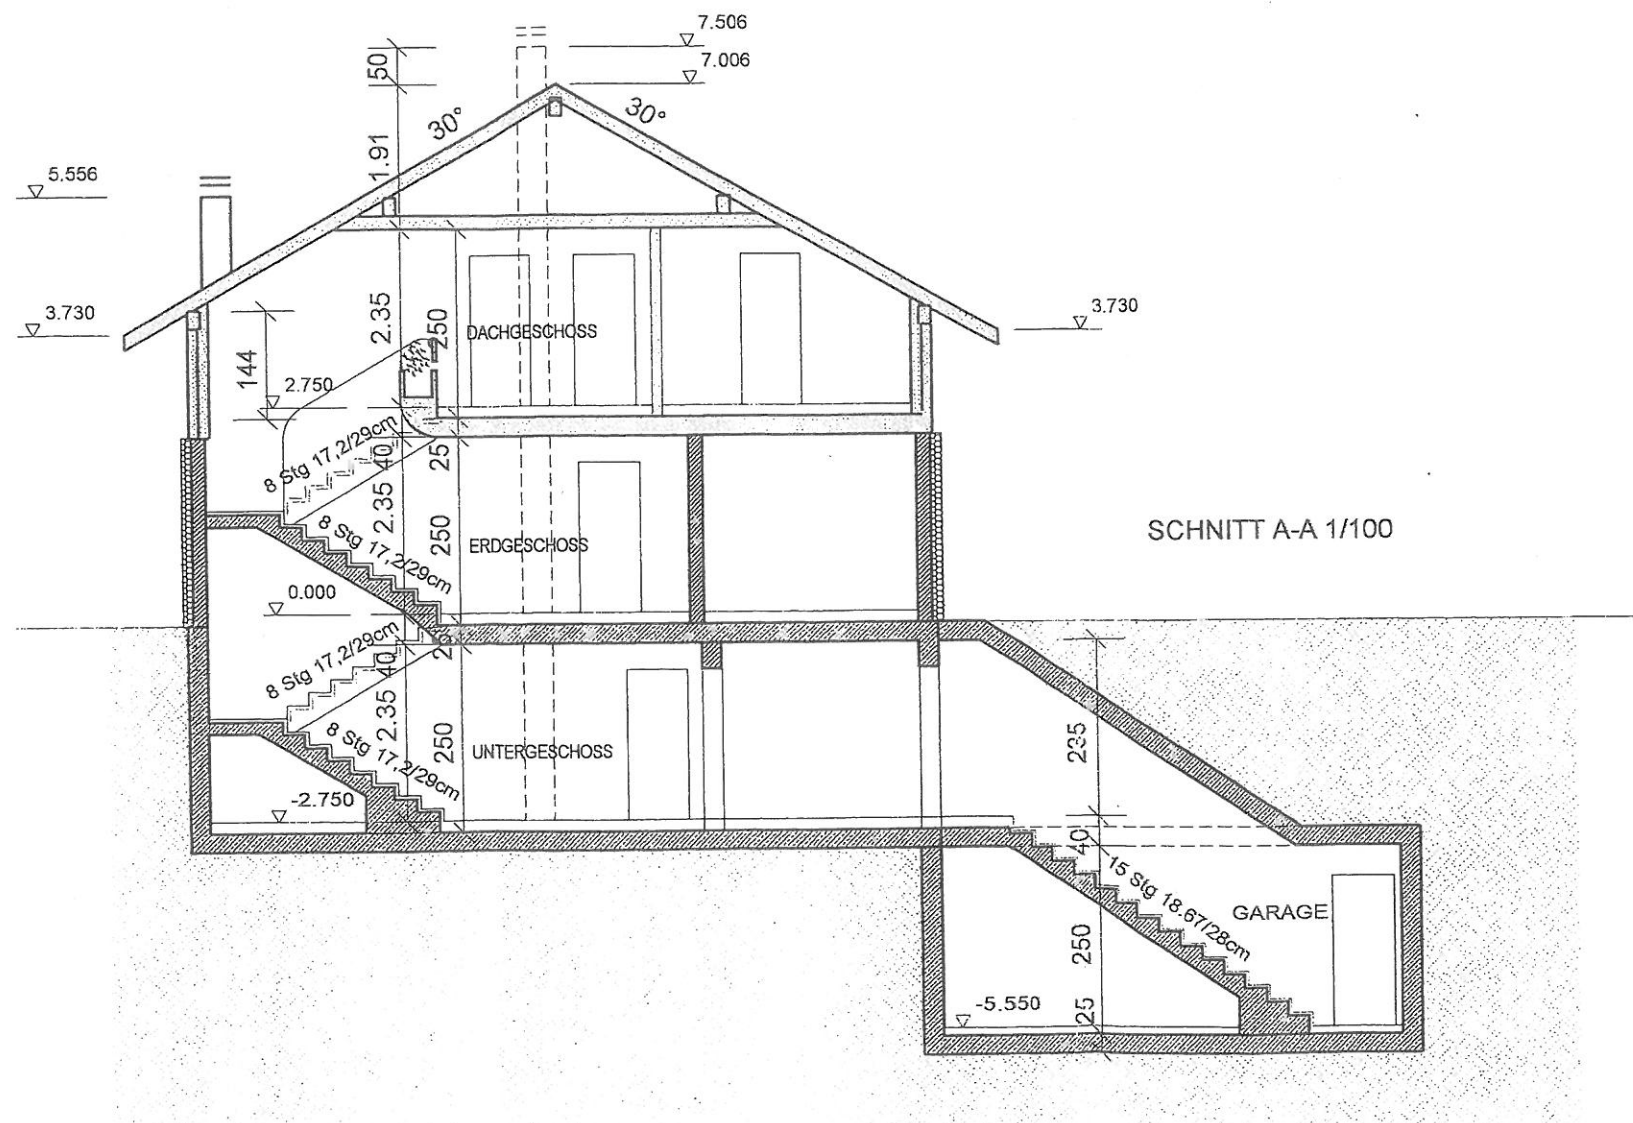 7.506
7.006
50
30°
30°
1.91
5.556
3.730
3.730
2.35
250
DACHGESCHOSS
144
2.750
8 Stg 17,2/29cm
40
25
2.35
250
8 Stg 17,2/29cm
ERDGESCHOSS
SCHNITT A-A 1/100
0.000
8 Stg 17,2/29cm
40
2.35
250
8 Stg 17,2/29cm
UNTERGESCHOSS
235
-2.750
40
15 Stg 18.67/28cm
GARAGE
250
-5.550
25